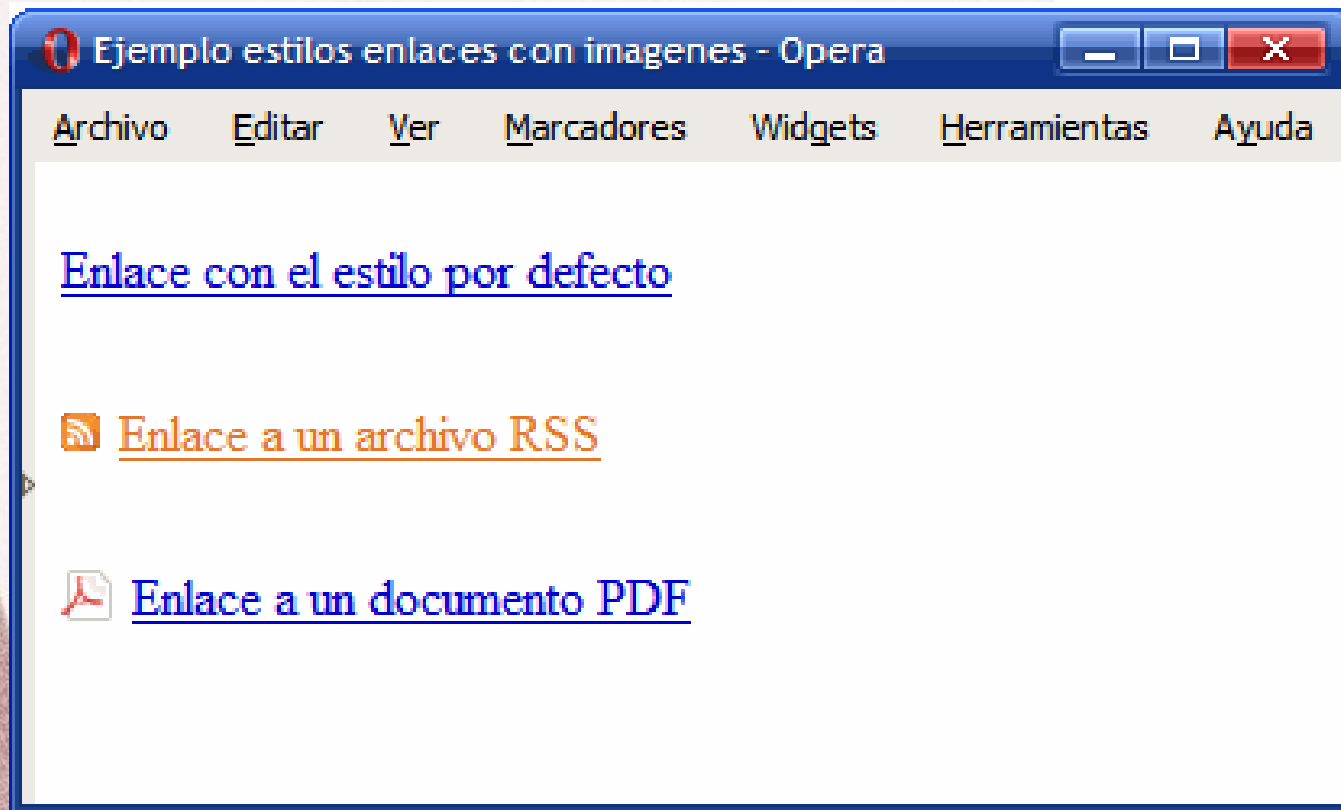 Ejemplo estilos enlaces con imagenes - Opera
Archivo Editar Ver Marcadores Widgets Herramientas Ayuda
Enlace con el estilo por defecto
Enlace a un archivo RSS
Enlace a un documento PDF